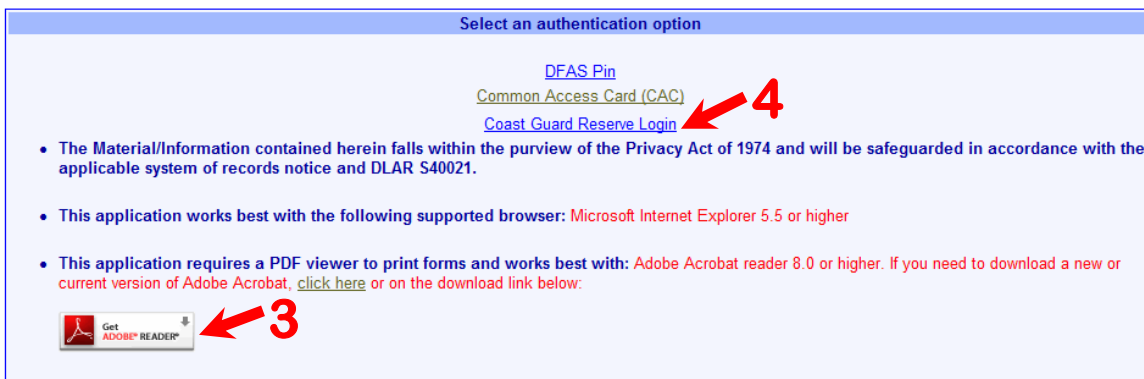 Select an authentication option
DFAS Pin
Common Access Card (CAC)
4
Coast Guard Reserve Login
• The Material/Information contained herein falls within the purview of the Privacy Act of 1974 and will be safeguarded in accordance with the
applicable system of records notice and DLAR S40021.
• This application works best with the following supported browser: Microsoft Internet Explorer 5.5 or higher
• This application requires a PDF viewer to print forms and works best with: Adobe Acrobat reader 8.0 or higher. If you need to download a new or
current version of Adobe Acrobat, click here or on the download link below:
Get
ADOBE® READER®
3